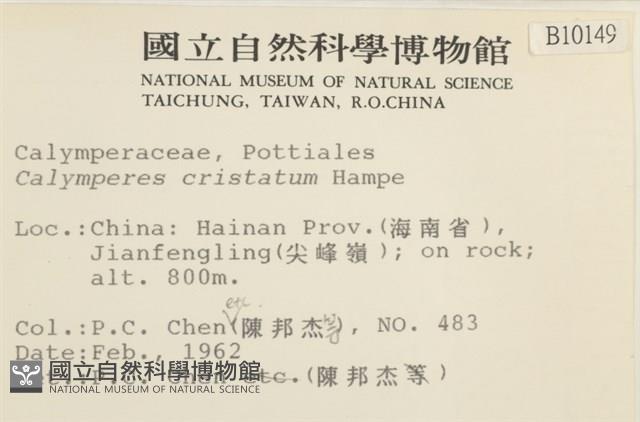 B10149
國立自然科學博物館
NATIONAL MUSEUM OF NATURAL SCIENCE
TAICHUNG, TAIWAN, R.O.CHINA
Calymperaceae, Pottiales
Calymperes cristatum Hampe
Loc.:China: Hainan Prov.(海南省),
Jianfengling(尖峰嶺); on rock;
alt. 800m.
etc.
Col.:P.C. Chen(陳邦杰等), NO. 483
Date:Feb., 1962
P.C. Chen etc.(陳邦杰等)
國立自然科學博物館
NATIONAL MUSEUM OF NATURAL SCIENCE